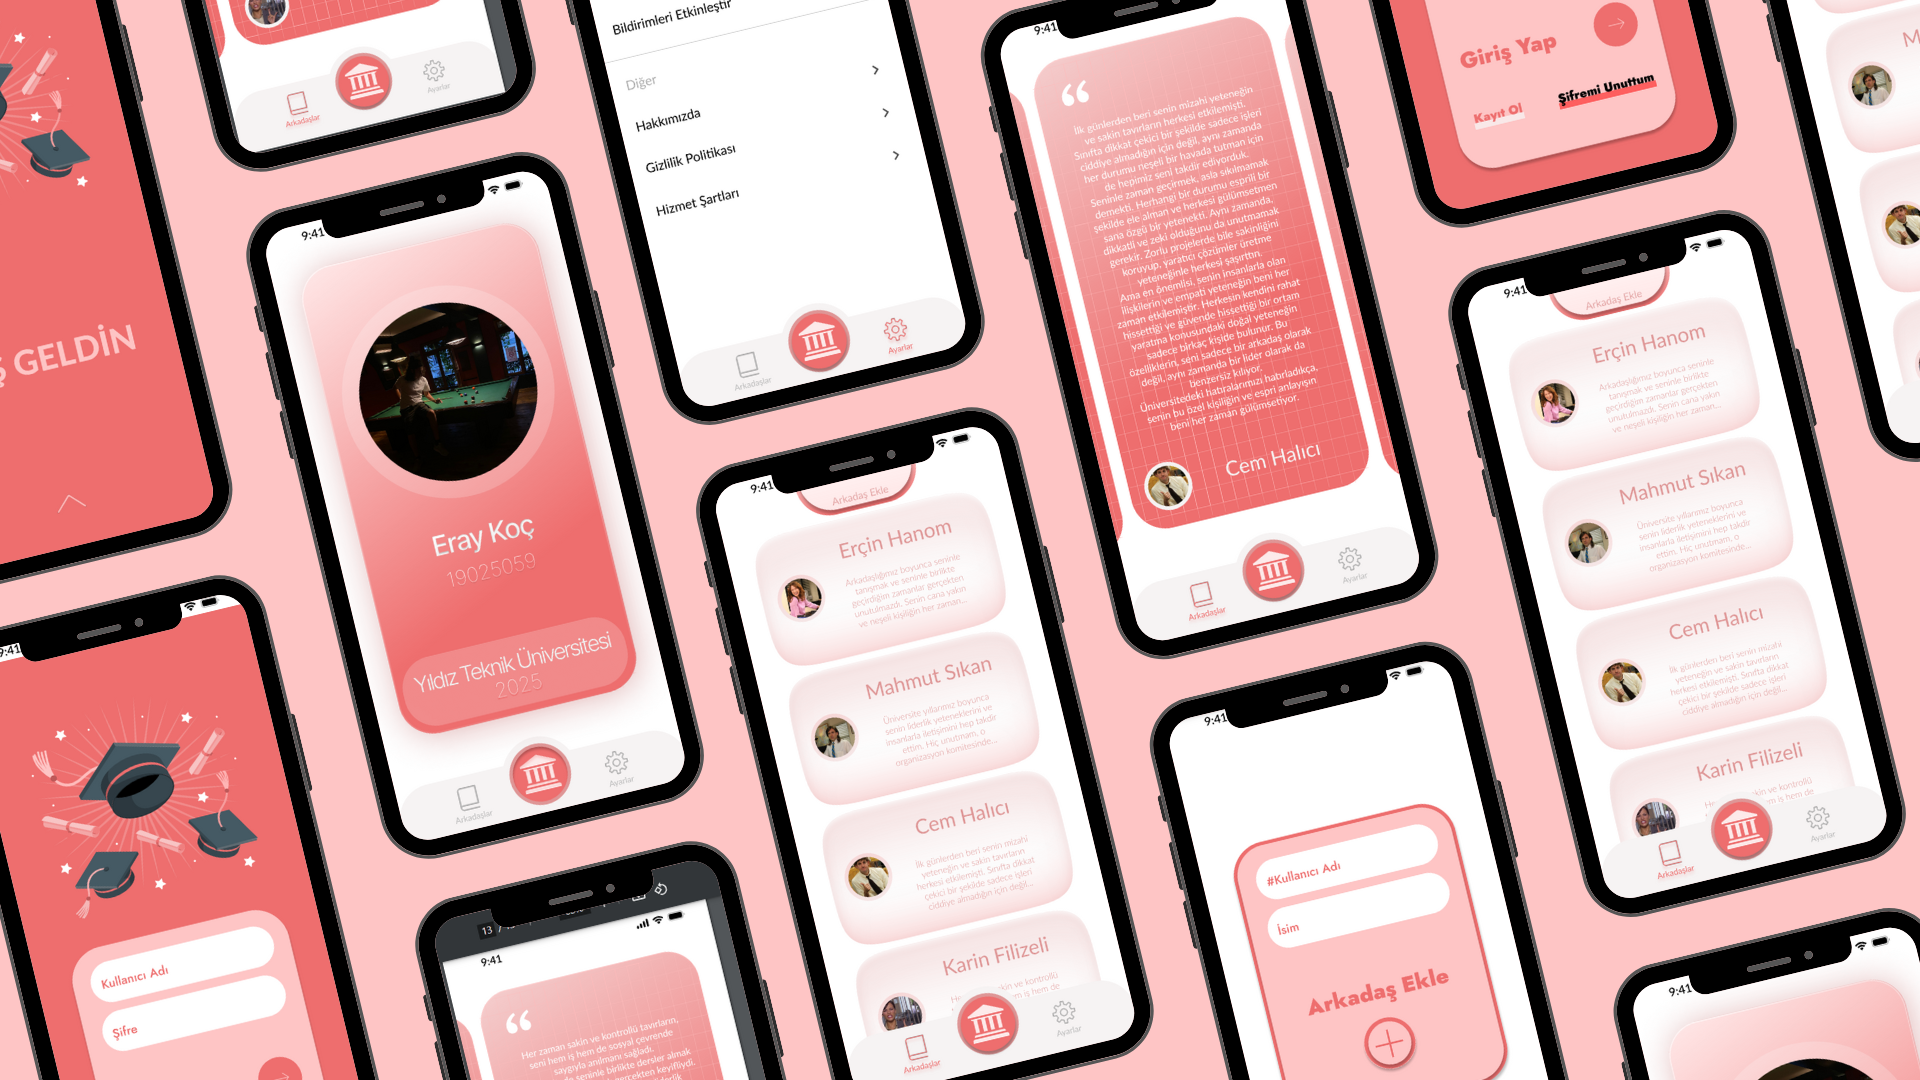 Ş GELDİN
9:41
Kullanıcı Adı
Şifre
Arkadaşlar
Ayarlar
9:41
Eray Koç
19025059
Yıldız Teknik Üniversitesi
2025
Arkadaşlar
Ayarlar
13
9:41
Her zaman sakin ve kontrollü tavırların,
seni hem iş hem de sosyal çevrende
saygıyla anılmanı sağladı.
seninle birlikte dersler almak
gerçekten keyifliydi.
Bildirimleri Etkinleştir
Diğer
Hakkımızda
Gizlilik Politikası
Hizmet Şartları
Arkadaşlar
Ayarlar
9:41
Arkadaş Ekle
Erçin Hanom
Arkadaşlığımız boyunca seninle
tanışmak ve seninle birlikte
geçirdiğim zamanlar gerçekten
unutulmazdı. Senin cana yakın
ve neşeli kişiliğin her zaman...
Mahmut Sıkan
Üniversite yıllarımız boyunca
senin liderlik yeteneklerini ve
insanlarla iletişimini hep takdir
ettim. Hiç unutmam, o
organizasyon komitesinde...
Cem Halıcı
İlk günlerden beri senin mizahi
yeteneğin ve sakin tavırların
herkesi etkilemişti. Sınıfta dikkat
çekici bir şekilde sadece işleri
ciddiye almadığın için değil...
Karin Filizeli
sakin ve kontrollü
Arkadaşlar
Ayarlar
9:41
İlk günlerden beri senin mizahi yeteneğin
ve sakin tavırların herkesi etkilemişti.
Sınıfta dikkat çekici bir şekilde sadece işleri
ciddiye almadığın için değil, aynı zamanda
her durumu neşeli bir havada tutman için
de hepimiz seni takdir ediyorduk.
Seninle zaman geçirmek, asla sıkılmamak
demekti. Herhangi bir durumu esprili bir
şekilde ele alman ve herkesi gülümsetmen
sana özgü bir yetenekti. Aynı zamanda,
dikkatli ve zeki olduğunu da unutmamak
gerekir. Zorlu projelerde bile sakinliğini
koruyup, yaratıcı çözümler üretme
yeteneğinle herkesi şaşırttın.
Ama en önemlisi, senin insanlarla olan
ilişkilerin ve empati yeteneğin beni her
zaman etkilemiştir. Herkesin kendini rahat
hissettiği ve güvende hissettiği bir ortam
yaratma konusundaki doğal yeteneğin
sadece birkaç kişide bulunur. Bu
özelliklerin, seni sadece bir arkadaş olarak
değil, aynı zamanda bir lider olarak da
benzersiz kılıyor.
Üniversitedeki hatıralarımızı hatırladıkça,
senin bu özel kişiliğin ve espri anlayışın
beni her zaman gülümsetiyor.
Cem Halıcı
Arkadaşlar
Ayarlar
9:41
#Kullanıcı Adı
İsim
Arkadaş Ekle
Giriş Yap
Kayıt Ol
Şifremi Unuttum
9:41
Arkadaş Ekle
Erçin Hanom
Arkadaşlığımız boyunca seninle
tanışmak ve seninle birlikte
geçirdiğim zamanlar gerçekten
unutulmazdı. Senin cana yakın
ve neşeli kişiliğin her zaman...
Mahmut Sıkan
Üniversite yıllarımız boyunca
senin liderlik yeteneklerini ve
insanlarla iletişimini hep takdir
ettim. Hiç unutmam, o
organizasyon komitesinde...
Cem Halıcı
İlk günlerden beri senin mizahi
yeteneğin ve sakin tavırların
herkesi etkilemişti. Sınıfta dikkat
çekici bir şekilde sadece işleri
ciddiye almadığın için değil...
Karin Filizeli
sakin ve kontrollü
Arkadaşlar
Ayarlar
9:41
M